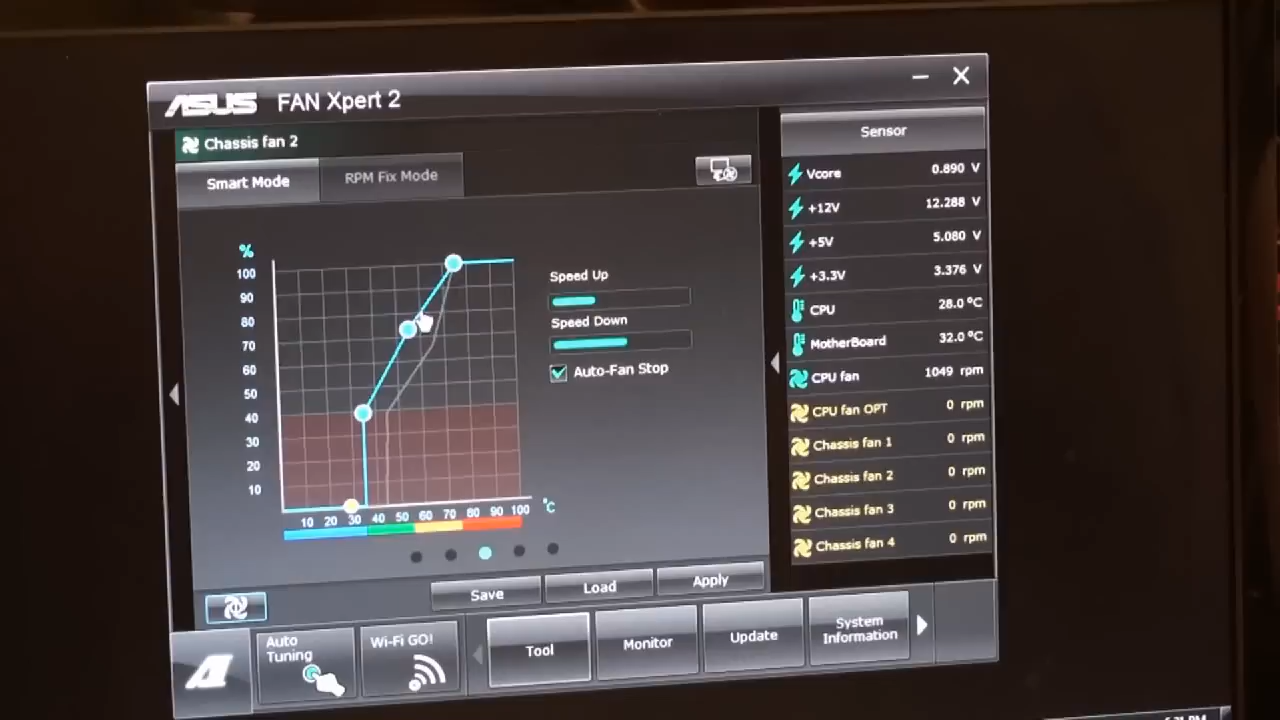 ASUS FAN Xpert 2
Chassis fan 2
Smart Mode
RPM Fix Mode
%
100
90
80
70
60
50
40
30
20
10
10 20 30 40 50 60 70 80 90 100 °C
Speed Up
Speed Down
Auto-Fan Stop
Save
Load
Apply
Sensor
Vcore 0.890 V
+12V 12.288 V
+5V 5.080 V
+3.3V 3.376 V
CPU 28.0 °C
MotherBoard 32.0 °C
CPU fan 1049 rpm
CPU fan OPT 0 rpm
Chassis fan 1 0 rpm
Chassis fan 2 0 rpm
Chassis fan 3 0 rpm
Chassis fan 4 0 rpm
Auto
Tuning
Wi-Fi GO!
Tool
Monitor
Update
System
Information